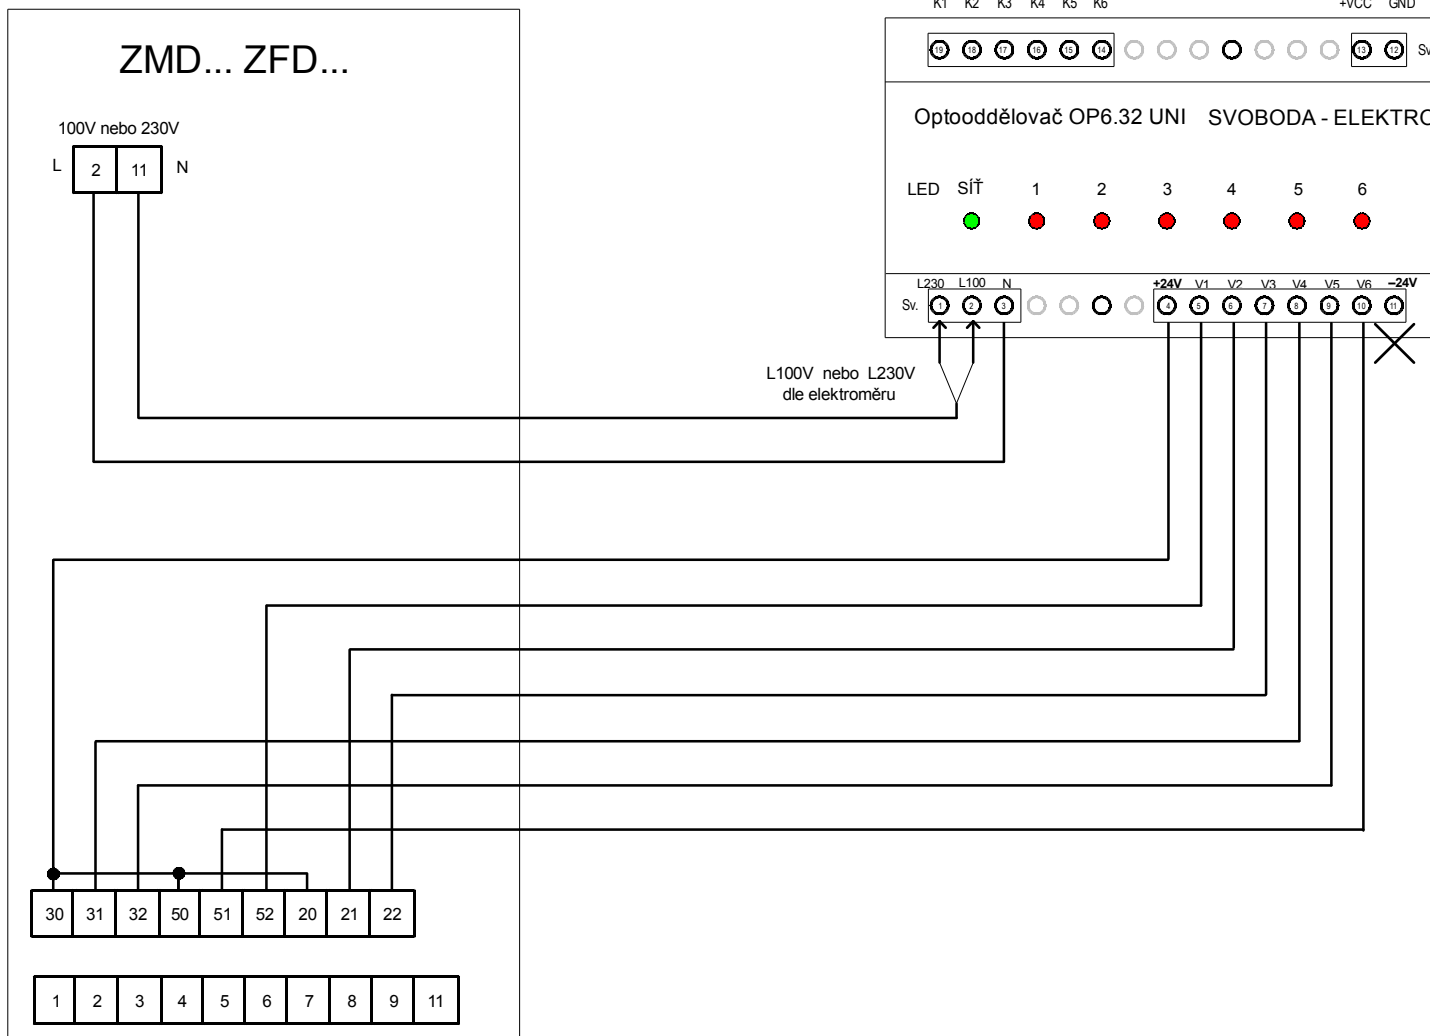 K1 K2 K3 K4 K5 K6 +VCC GND
19 18 17 16 15 14 13 12 Sv
ZMD... ZFD...
Optooddělovač OP6.32 UNI SVOBODA - ELEKTRO
100V nebo 230V
L 2 11 N
LED SÍŤ 1 2 3 4 5 6
L230 L100 N +24V V1 V2 V3 V4 V5 V6 –24V
Sv. 1 2 3 4 5 6 7 8 9 10 11
L100V nebo L230V
dle elektroměru
30 31 32 50 51 52 20 21 22
1 2 3 4 5 6 7 8 9 11